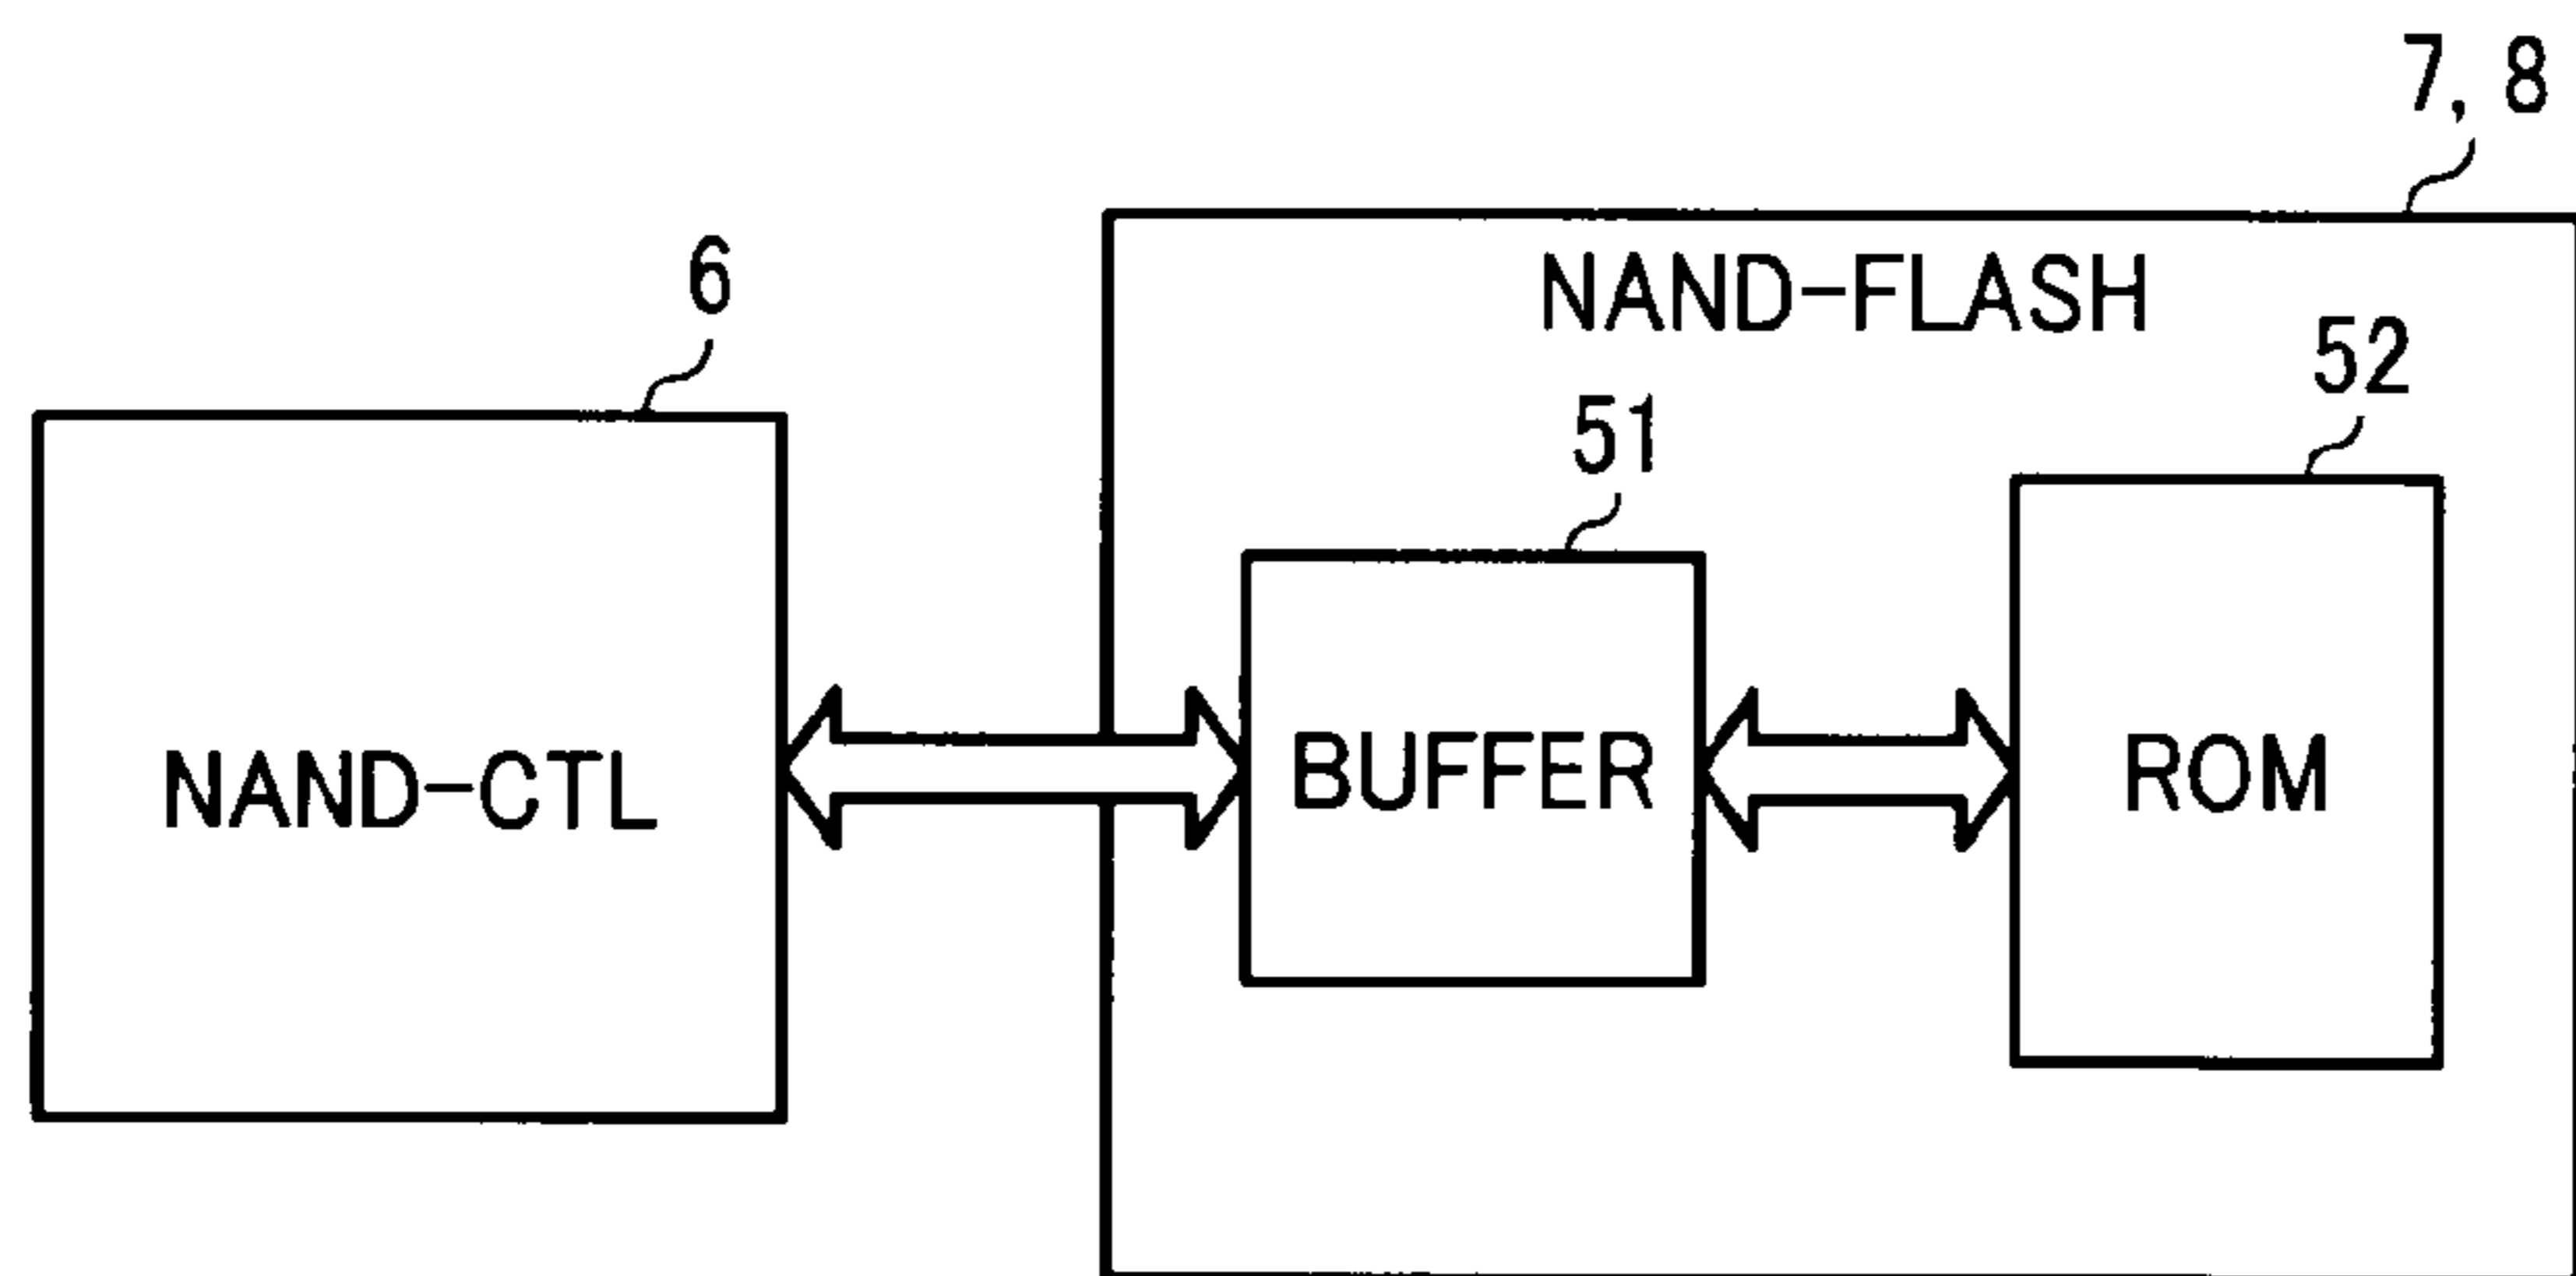 7, 8
6
NAND-FLASH
52
51
NAND-CTL
BUFFER
ROM